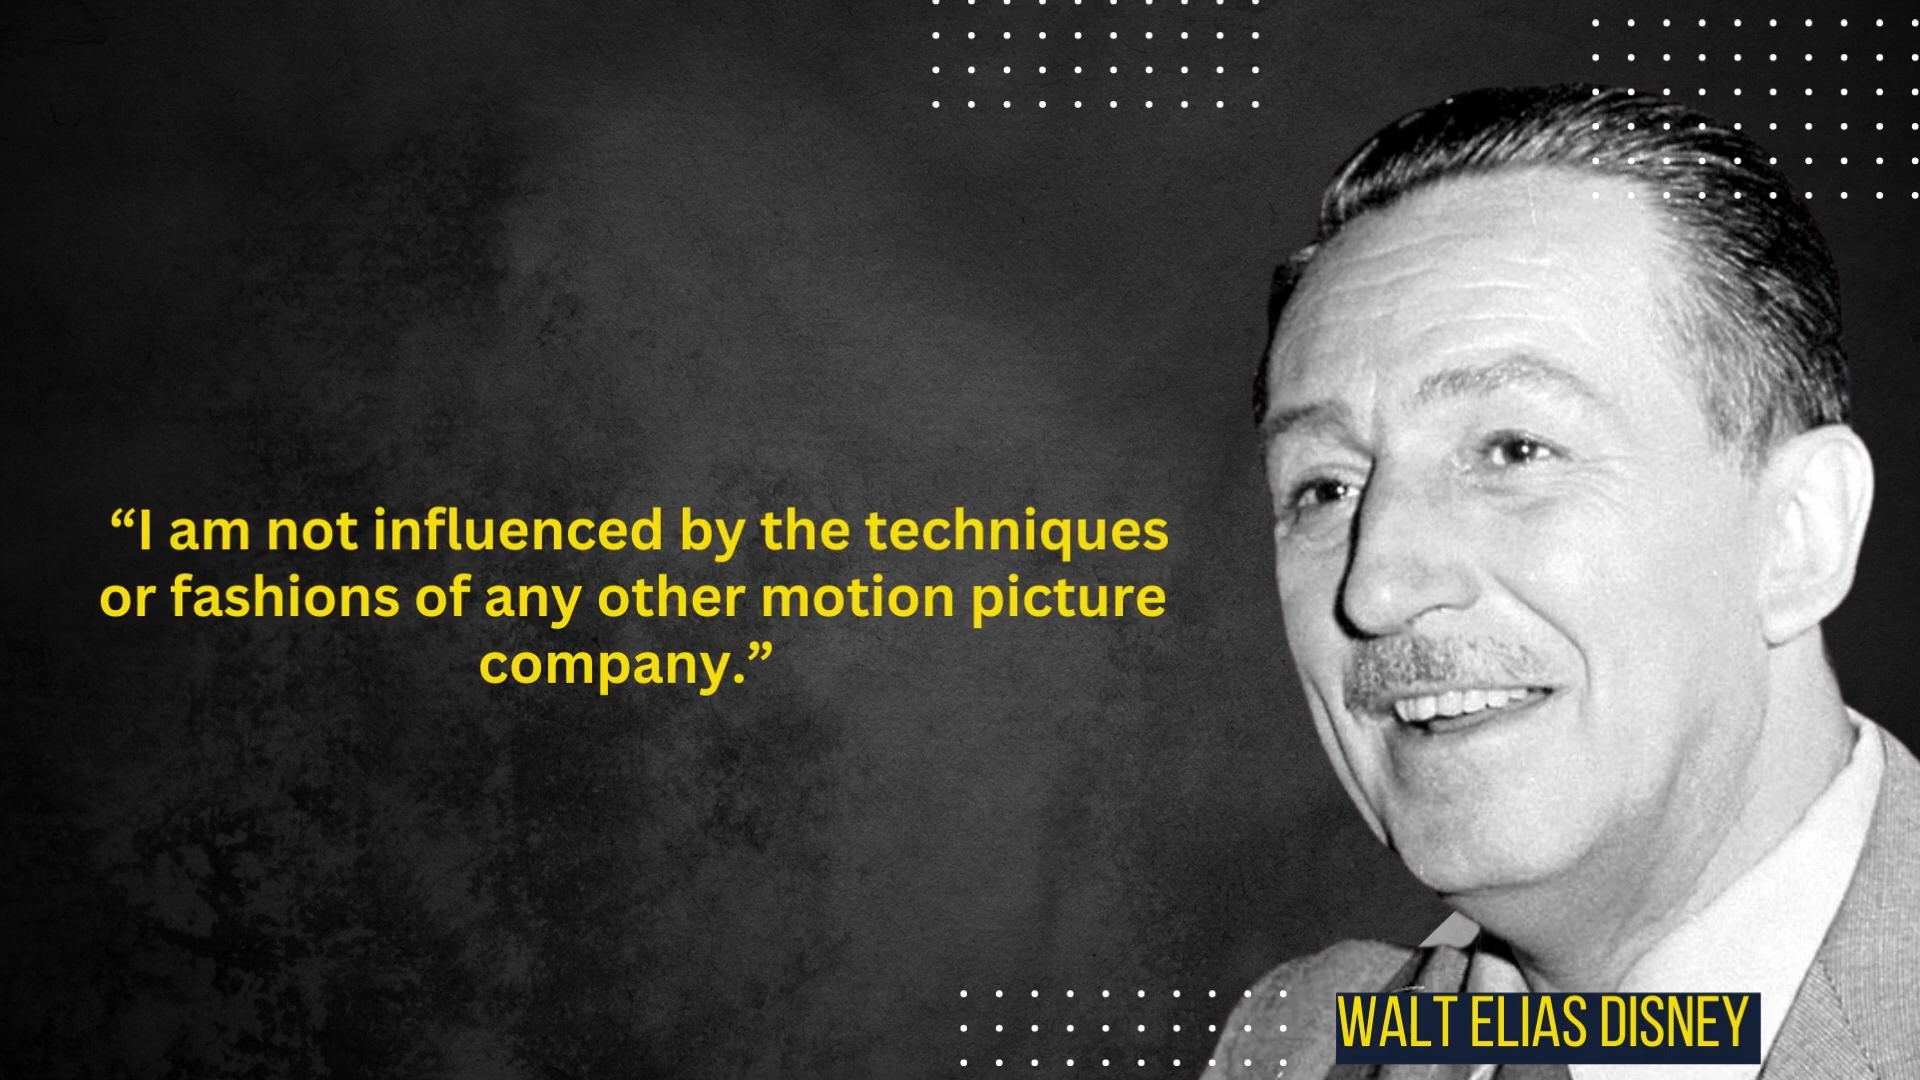 “I am not influenced by the techniques
or fashions of any other motion picture
company.”
WALT ELIAS DISNEY